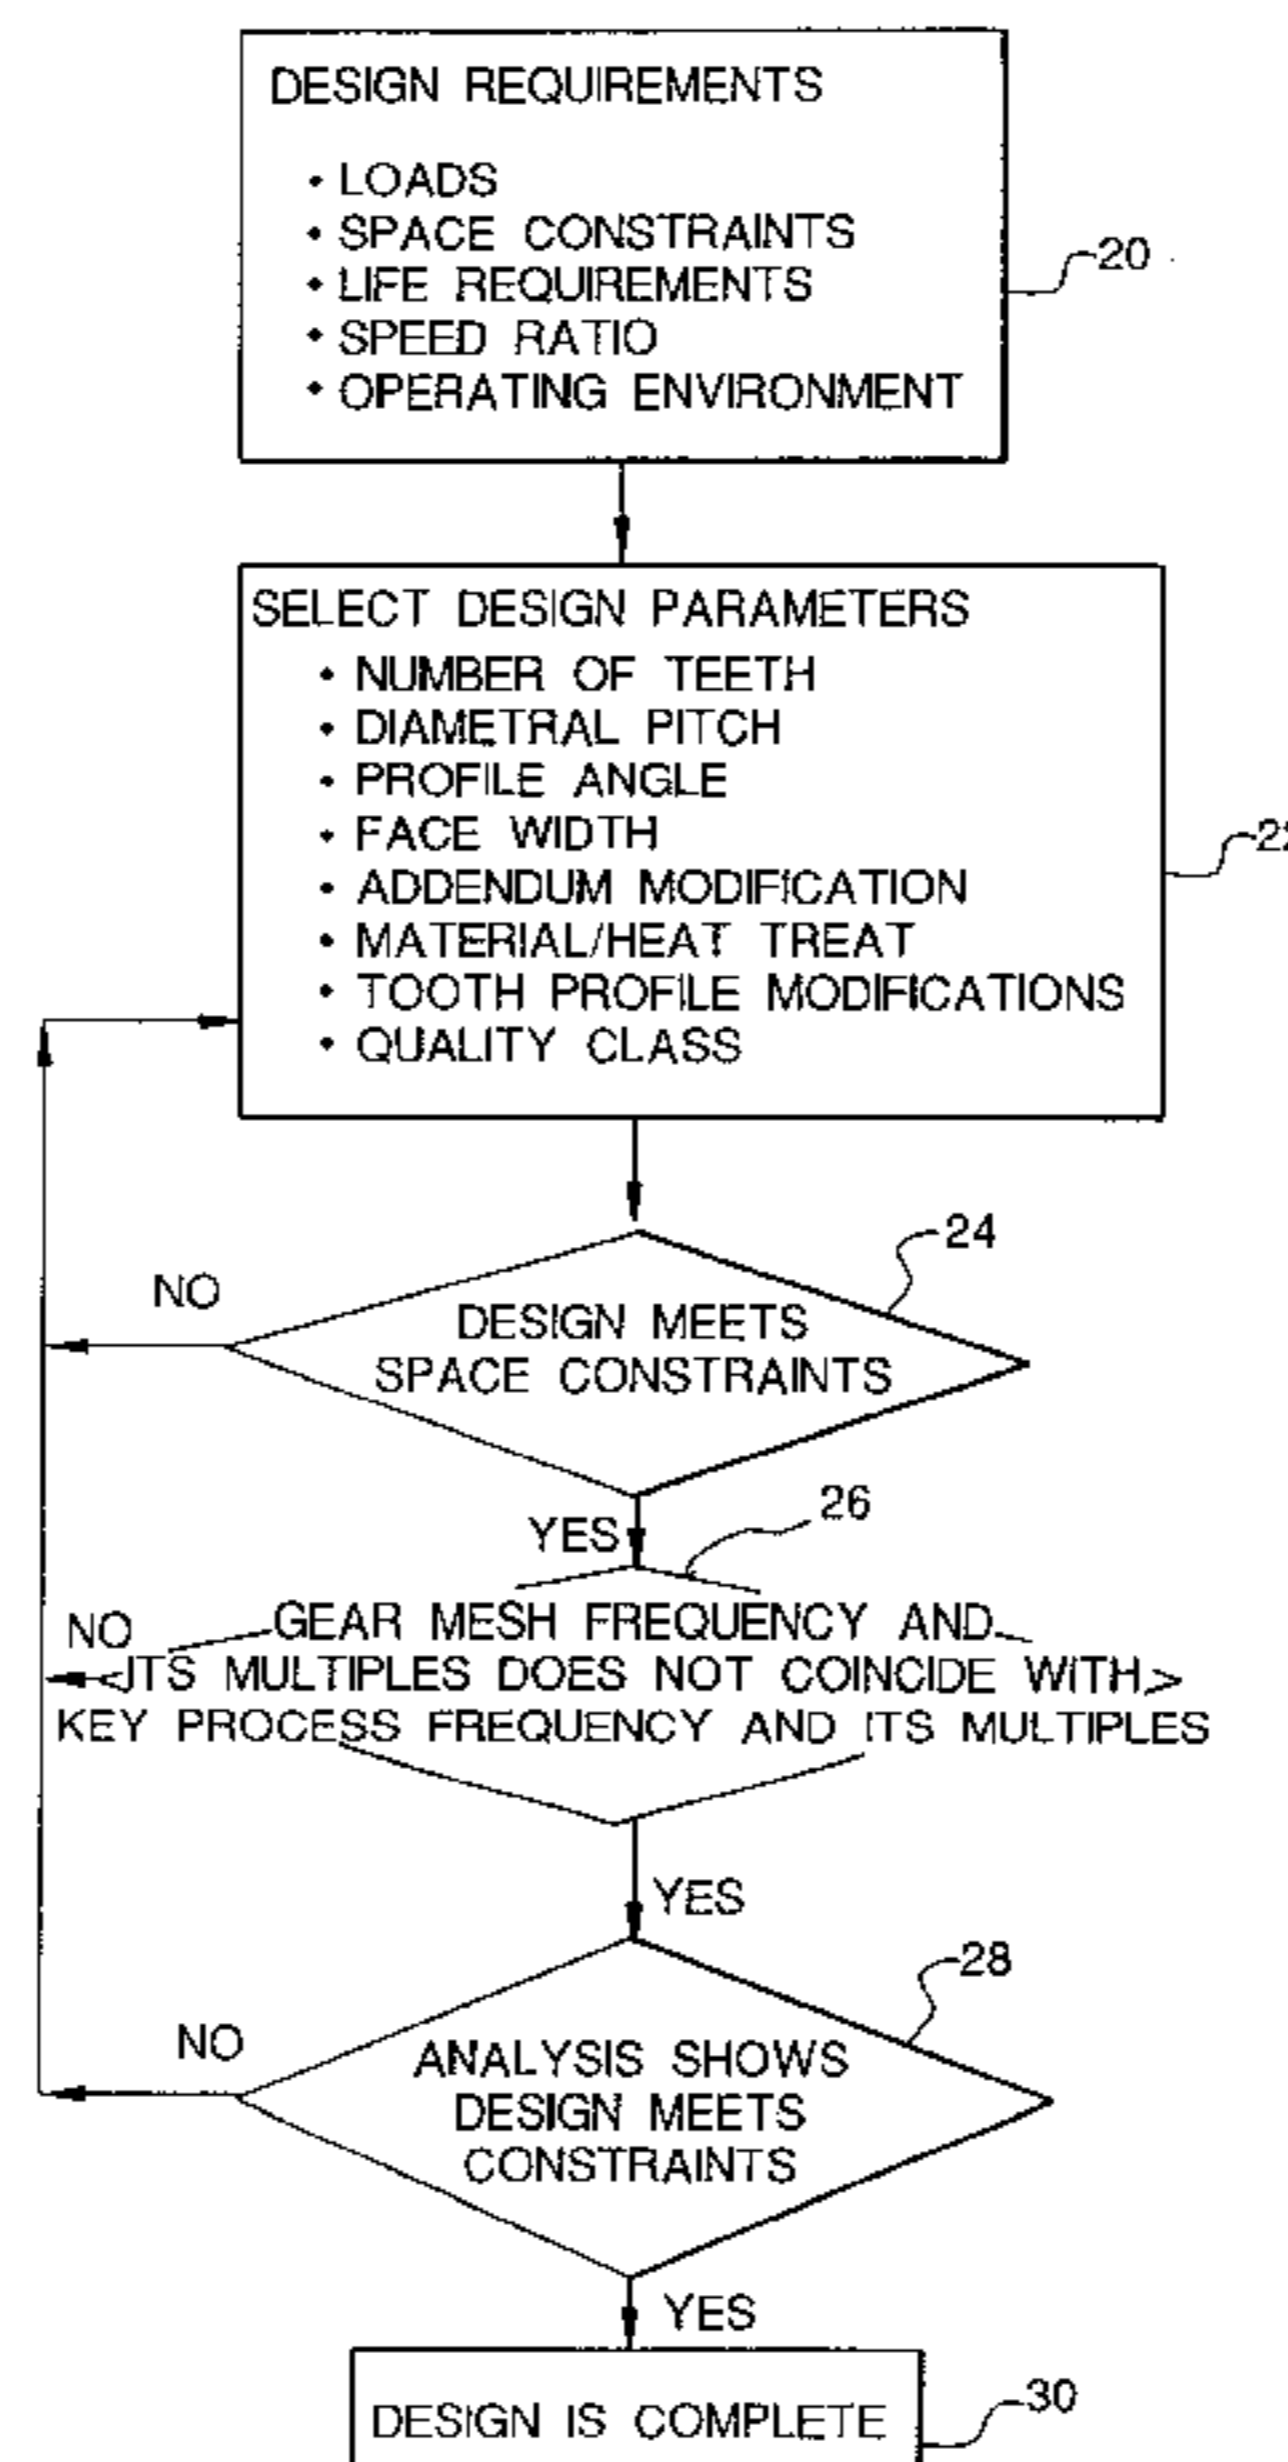 DESIGN REQUIREMENTS
• LOADS
• SPACE CONSTRAINTS
• LIFE REQUIREMENTS
• SPEED RATIO
• OPERATING ENVIRONMENT
20
SELECT DESIGN PARAMETERS
• NUMBER OF TEETH
• DIAMETRAL PITCH
• PROFILE ANGLE
• FACE WIDTH
• ADDENDUM MODIFICATION
• MATERIAL/HEAT TREAT
• TOOTH PROFILE MODIFICATIONS
• QUALITY CLASS
22
24
NO
DESIGN MEETS
SPACE CONSTRAINTS
YES
26
NO
GEAR MESH FREQUENCY AND
ITS MULTIPLES DOES NOT COINCIDE WITH
KEY PROCESS FREQUENCY AND ITS MULTIPLES
YES
28
NO
ANALYSIS SHOWS
DESIGN MEETS
CONSTRAINTS
YES
DESIGN IS COMPLETE
30